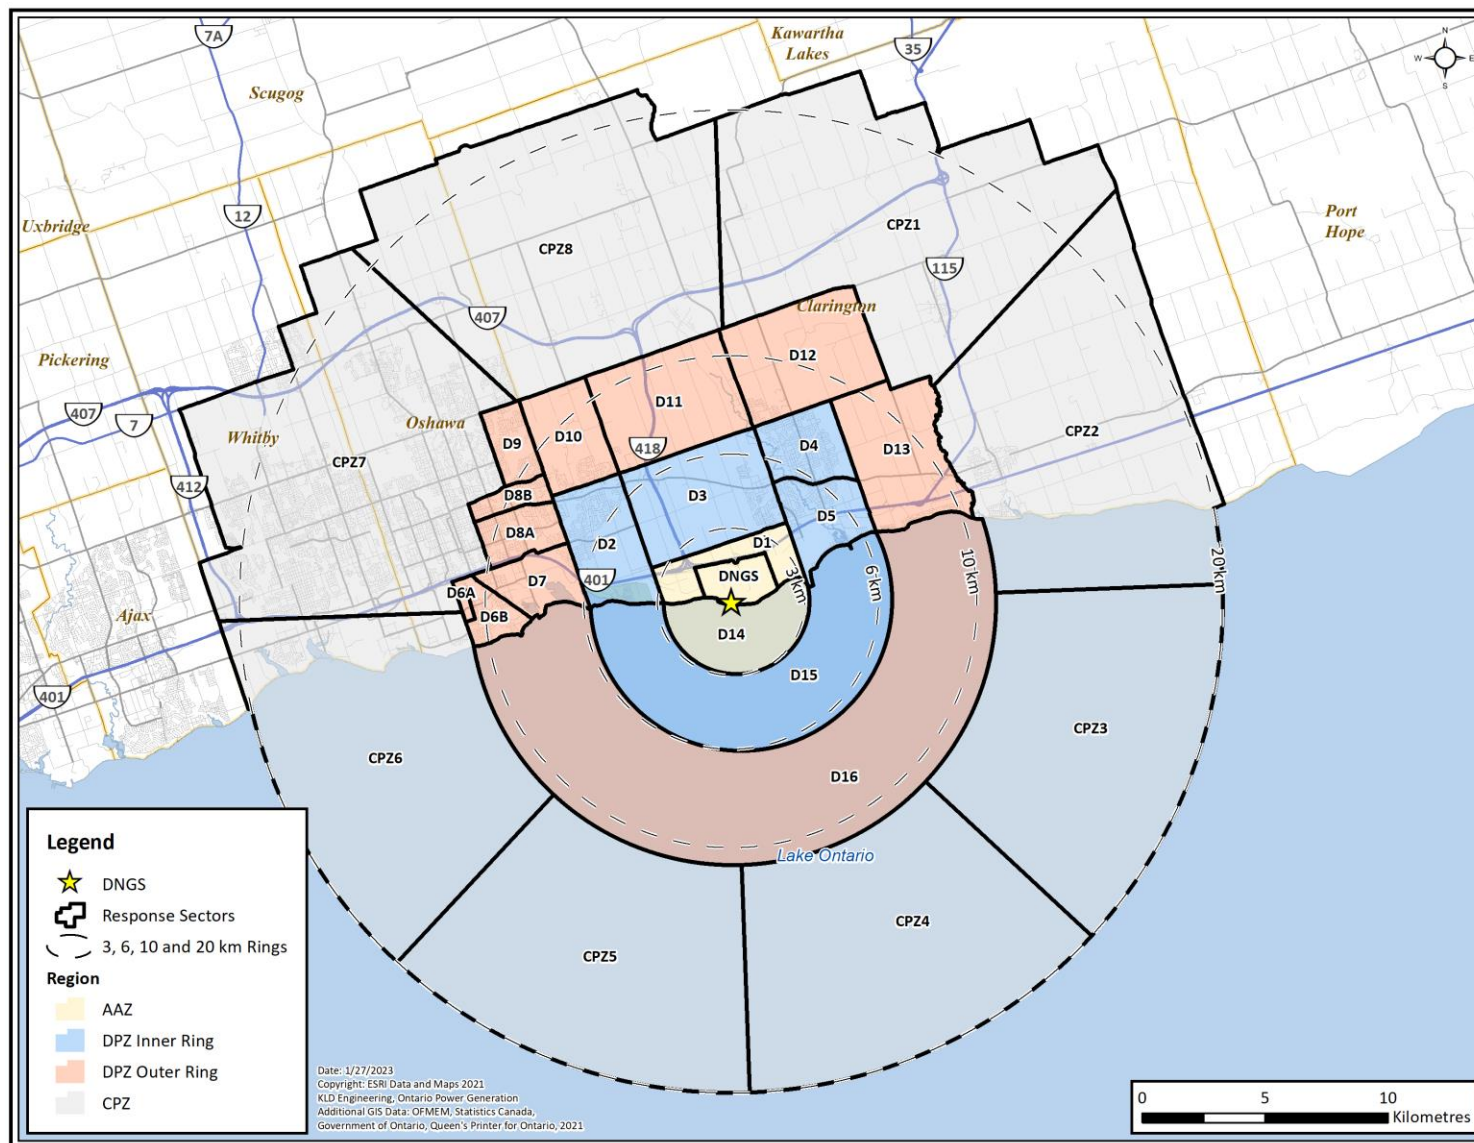 7A
Kawartha
Lakes
35
N
W
E
S
Scugog
12
Uxbridge
CPZ8
CPZ1
Port
Hope
115
407
Clarington
Pickering
D12
407
7
Oshawa
D11
Whitby
D9
D10
418
D4
D13
CPZ2
CPZ7
412
D8B
D3
D8A
D2
D5
D1
401
D7
DNGS
3 km
6 km
10 km
20 km
D6A
D6B
Ajax
D14
D15
401
CPZ6
CPZ3
D16
Lake Ontario
CPZ4
CPZ5
Legend
DNGS
Response Sectors
3, 6, 10 and 20 km Rings
Region
AAZ
DPZ Inner Ring
DPZ Outer Ring
CPZ
Date: 1/27/2023
Copyright: ESRI Data and Maps 2021
KLD Engineering, Ontario Power Generation
Additional GIS Data: OFMEM, Statistics Canada,
Government of Ontario, Queen's Printer for Ontario, 2021
0 5 10
Kilometres